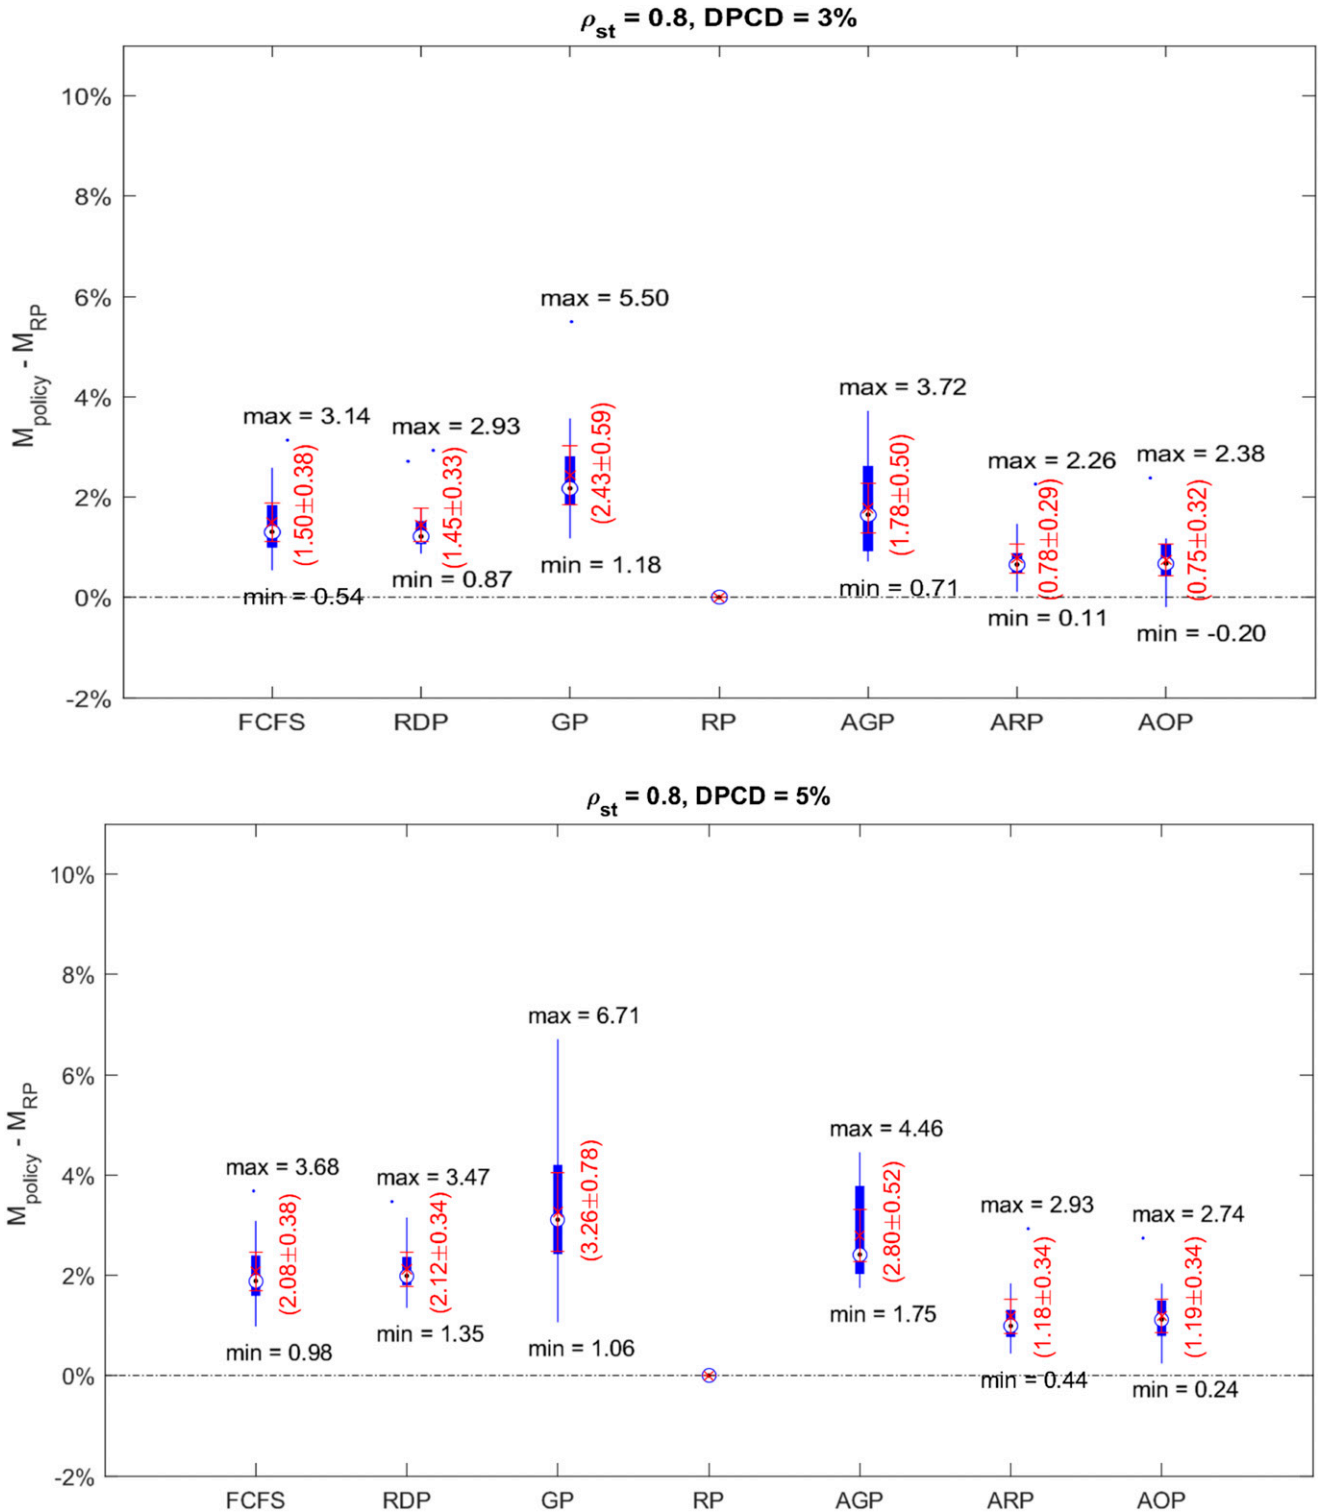 ρst = 0.8, DPCD = 3%
10%
8%
6%
4%
2%
0%
-2%
Mpolicy - MRP
max = 3.14
(1.50±0.38)
min = 0.54
max = 2.93
(1.45±0.33)
min = 0.87
max = 5.50
(2.43±0.59)
min = 1.18
max = 3.72
(1.78±0.50)
min = 0.71
max = 2.26
(0.78±0.29)
min = 0.11
max = 2.38
(0.75±0.32)
min = -0.20
FCFS RDP GP RP AGP ARP AOP
ρst = 0.8, DPCD = 5%
10%
8%
6%
4%
2%
0%
-2%
Mpolicy - MRP
max = 3.68
(2.08±0.38)
min = 0.98
max = 3.47
(2.12±0.34)
min = 1.35
max = 6.71
(3.26±0.78)
min = 1.06
max = 4.46
(2.80±0.52)
min = 1.75
max = 2.93
(1.18±0.34)
min = 0.44
max = 2.74
(1.19±0.34)
min = 0.24
FCFS RDP GP RP AGP ARP AOP